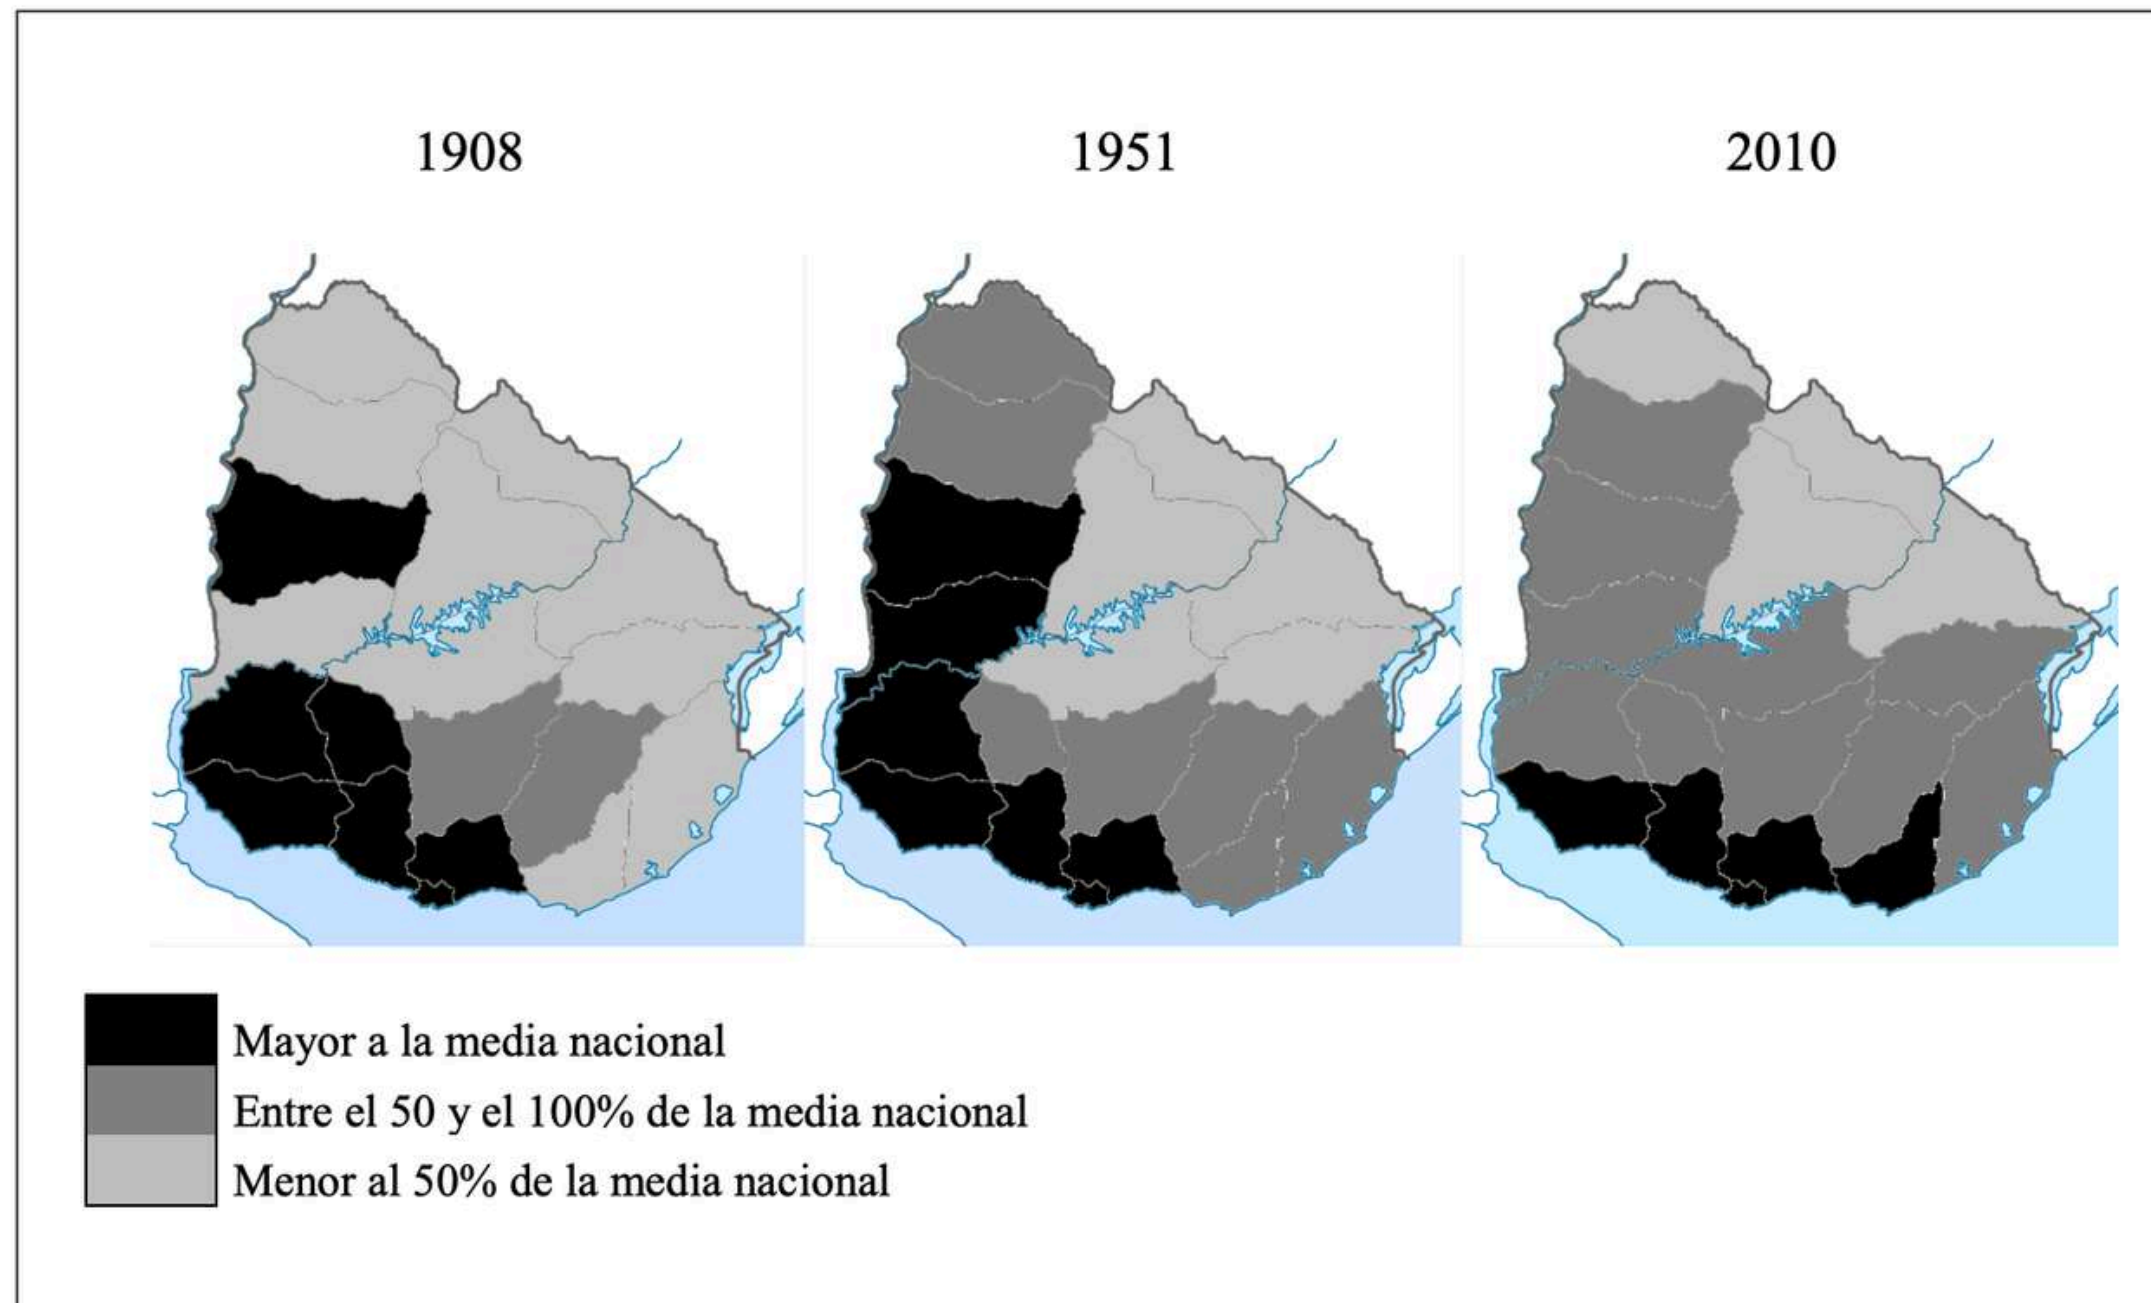 1908
1951
2010
Mayor a la media nacional
Entre el 50 y el 100% de la media nacional
Menor al 50% de la media nacional